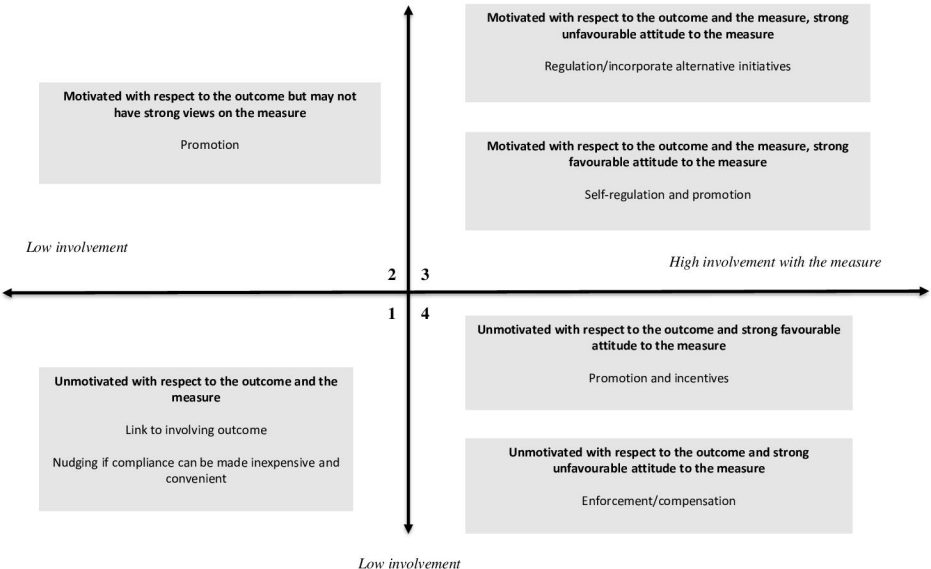 Motivated with respect to the outcome and the measure, strong
unfavourable attitude to the measure
Regulation/incorporate alternative initiatives
Motivated with respect to the outcome but may not
have strong views on the measure
Promotion
Motivated with respect to the outcome and the measure, strong
favourable attitude to the measure
Self-regulation and promotion
Low involvement
High involvement with the measure
2 3
1 4
Unmotivated with respect to the outcome and strong favourable
attitude to the measure
Promotion and incentives
Unmotivated with respect to the outcome and the
measure
Link to involving outcome
Nudging if compliance can be made inexpensive and
convenient
Unmotivated with respect to the outcome and strong
unfavourable attitude to the measure
Enforcement/compensation
Low involvement